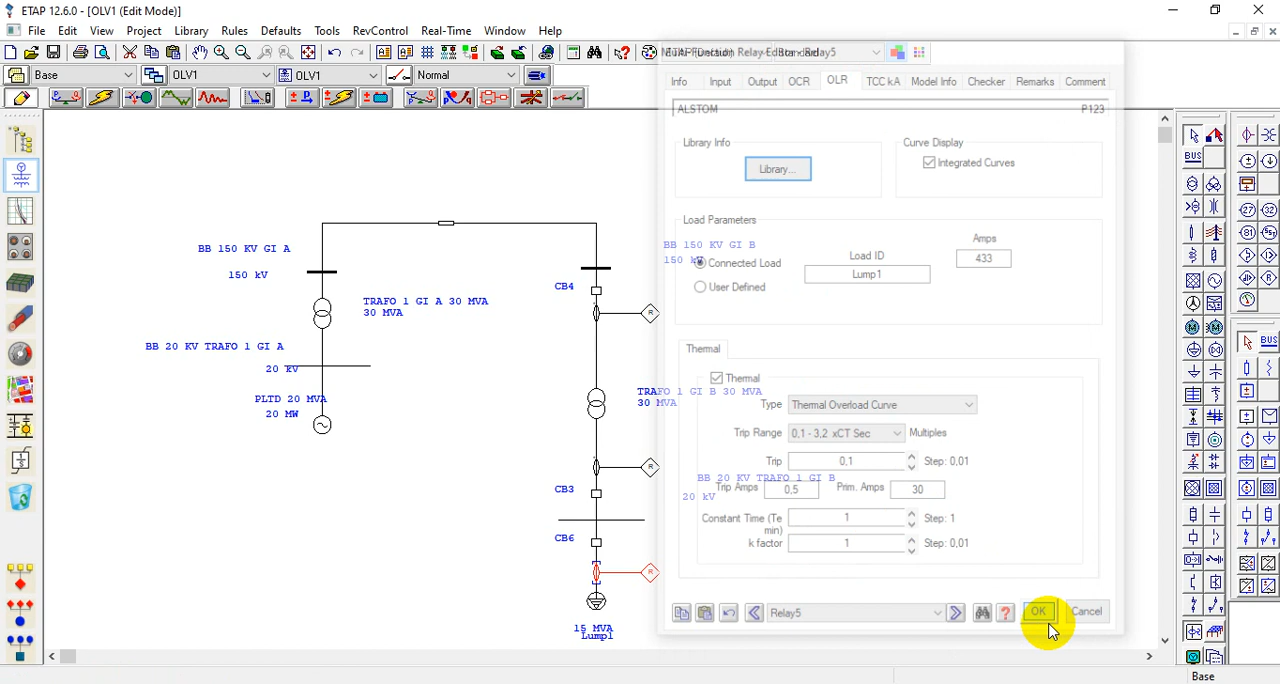 ETAP 12.6.0 - [OLV1 (Edit Mode)]
File Edit View Project Library Rules Defaults Tools RevControl Real-Time Window Help
Base OLV1 OLV1 Normal
Info Input Output OCR OLR TCC kA Model Info Checker Remarks Comment
ALSTOM P123
Library Info
Library...
Curve Display
Integrated Curves
Load Parameters
Connected Load
User Defined
Load ID
Lump1
Amps
433
Thermal
Thermal
Type Thermal Overload Curve
Trip Range 0,1 - 3,2 xCT Sec Multiples
Trip 0,1 Step: 0,01
Trip Amps 0,5 Prim. Amps 30
Constant Time (Te min) 1 Step: 1
k factor 1 Step: 0,01
Relay5
OK
Cancel
BB 150 KV GI A
150 kV
TRAFO 1 GI A 30 MVA
30 MVA
BB 20 KV TRAFO 1 GI A
20 kV
PLTD 20 MVA
20 MW
BB 150 KV GI B
150 kV
CB4
R
TRAFO 1 GI B 30 MVA
30 MVA
R
BB 20 KV TRAFO 1 GI B
20 kV
CB3
CB6
R
15 MVA
Lump1
BUS
BUS
Base